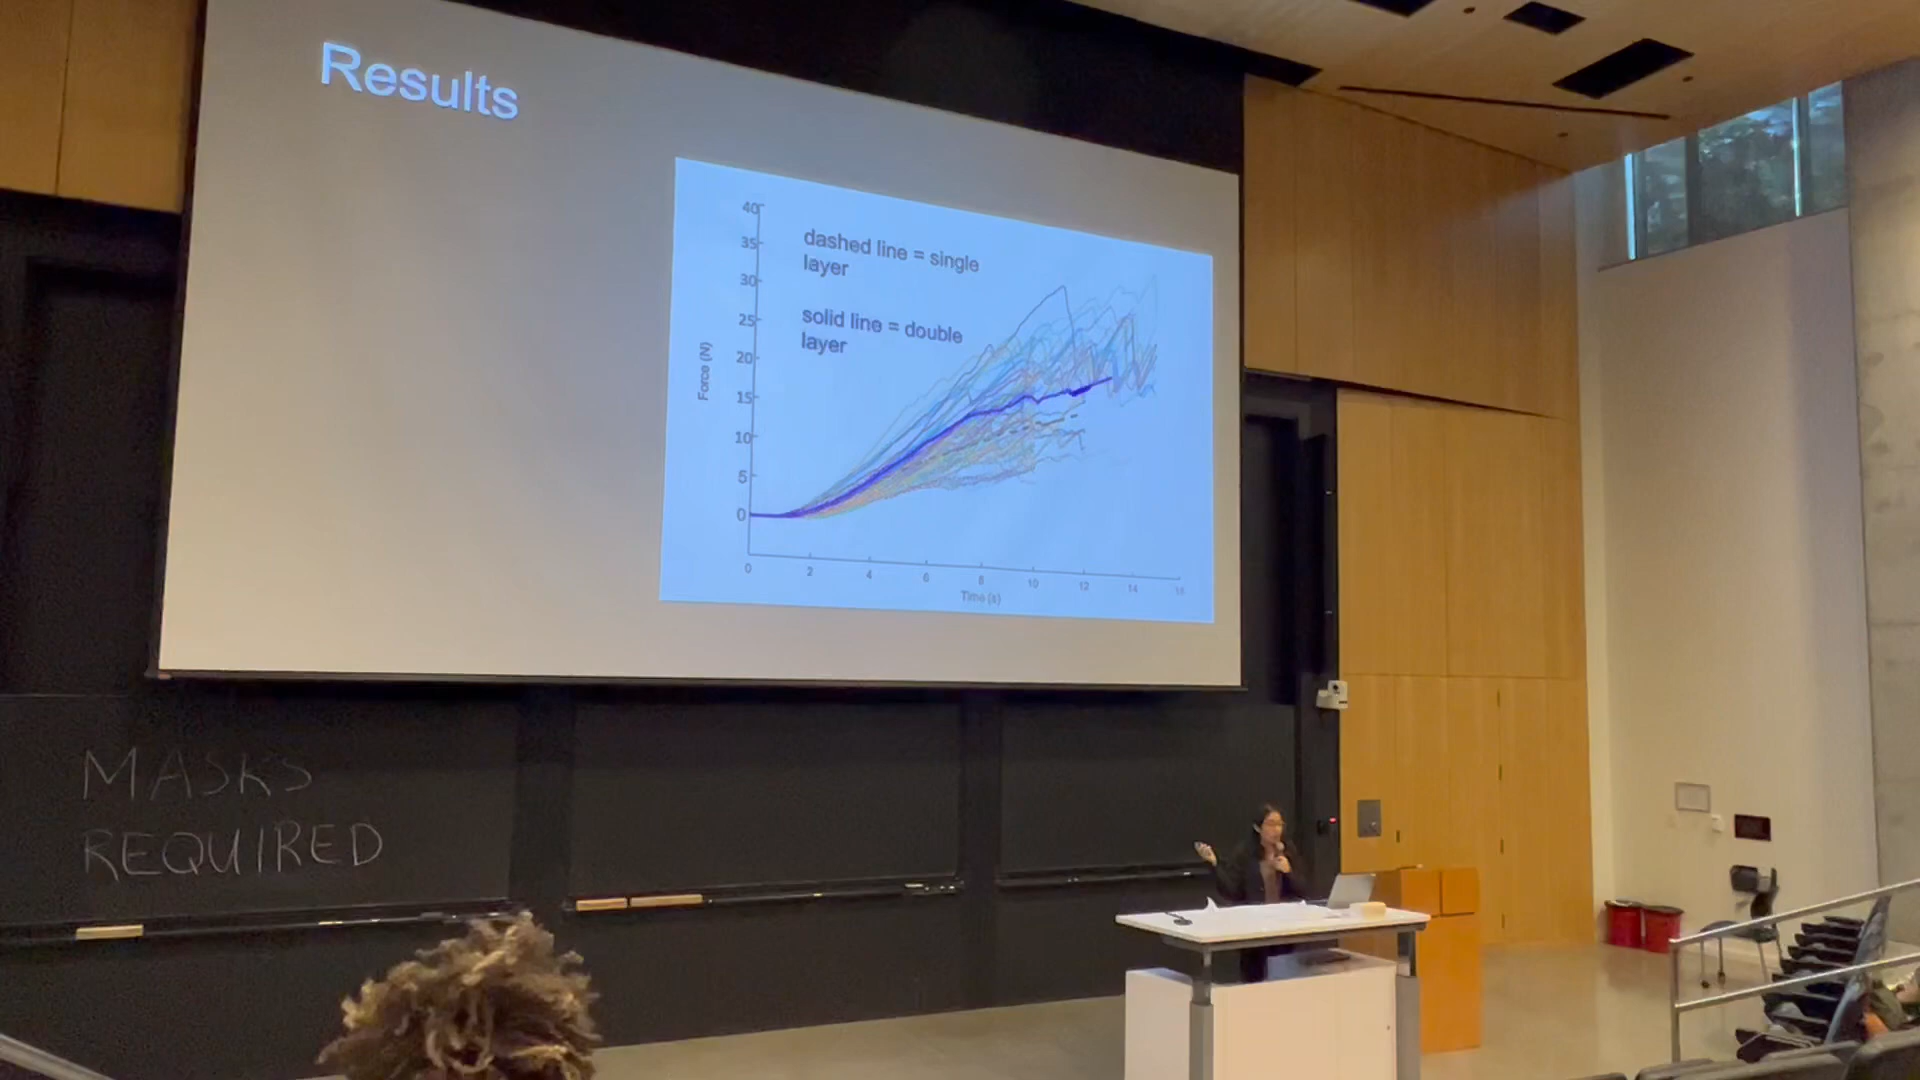 Results
40
35
30
25
20
15
10
5
0
Force (N)
dashed line = single
layer
solid line = double
layer
0 2 4 6 8 10 12 14 16
Time (s)
MASKS
REQUIRED